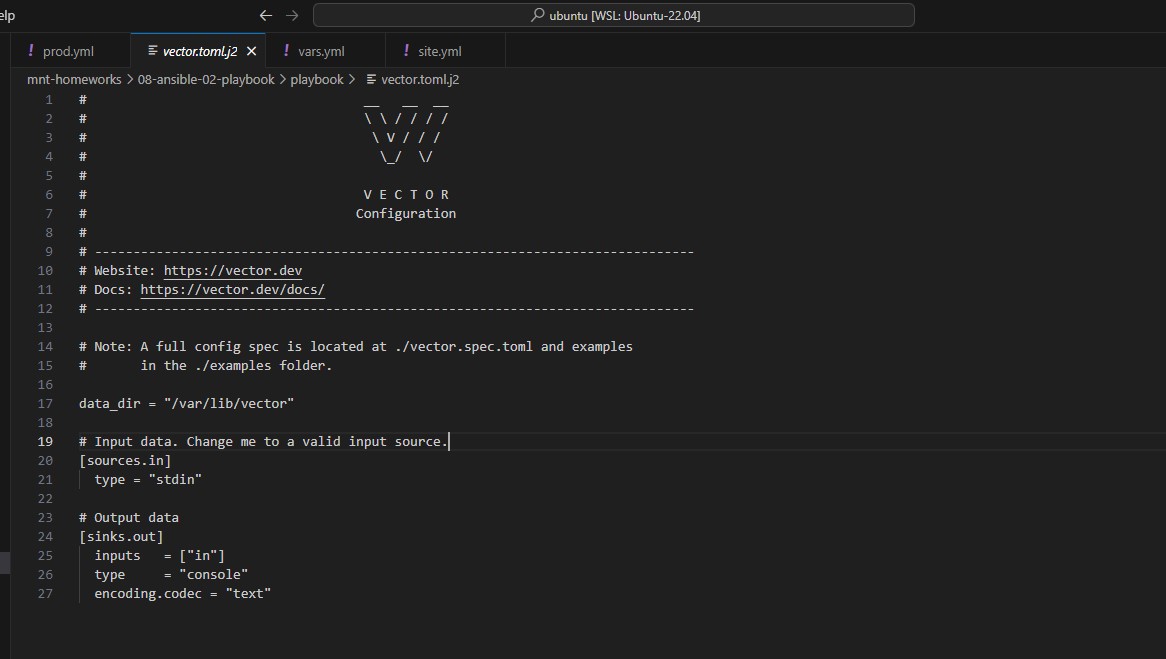 elp
ubuntu [WSL: Ubuntu-22.04]
! prod.yml vector.toml.j2 ! vars.yml ! site.yml
mnt-homeworks > 08-ansible-02-playbook > playbook > vector.toml.j2
1 #                                    __   __  __
2 #                                    \ \ / / / /
3 #                                     \ V / / /
4 #                                      \_/  \/
5 #
6 #                                    V E C T O R
7 #                                   Configuration
8 #
9 # ------------------------------------------------------------------------------
10 # Website: https://vector.dev
11 # Docs: https://vector.dev/docs/
12 # ------------------------------------------------------------------------------
13
14 # Note: A full config spec is located at ./vector.spec.toml and examples
15 #       in the ./examples folder.
16
17 data_dir = "/var/lib/vector"
18
19 # Input data. Change me to a valid input source.
20 [sources.in]
21   type = "stdin"
22
23 # Output data
24 [sinks.out]
25   inputs   = ["in"]
26   type     = "console"
27   encoding.codec = "text"